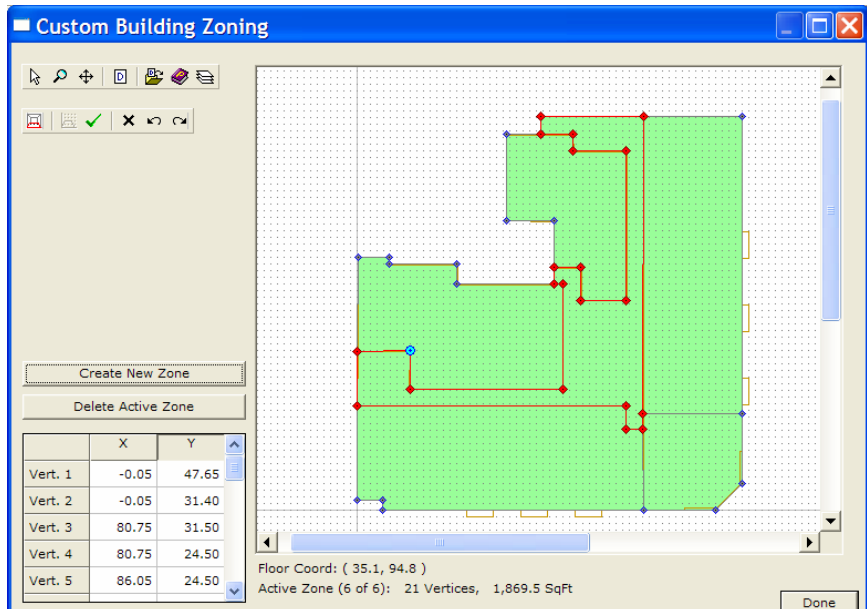 Custom Building Zoning
D D
Create New Zone
Delete Active Zone
X Y
Vert. 1 -0.05 47.65
Vert. 2 -0.05 31.40
Vert. 3 80.75 31.50
Vert. 4 80.75 24.50
Vert. 5 86.05 24.50
Floor Coord: ( 35.1, 94.8 )
Active Zone (6 of 6): 21 Vertices, 1,869.5 SqFt
Done